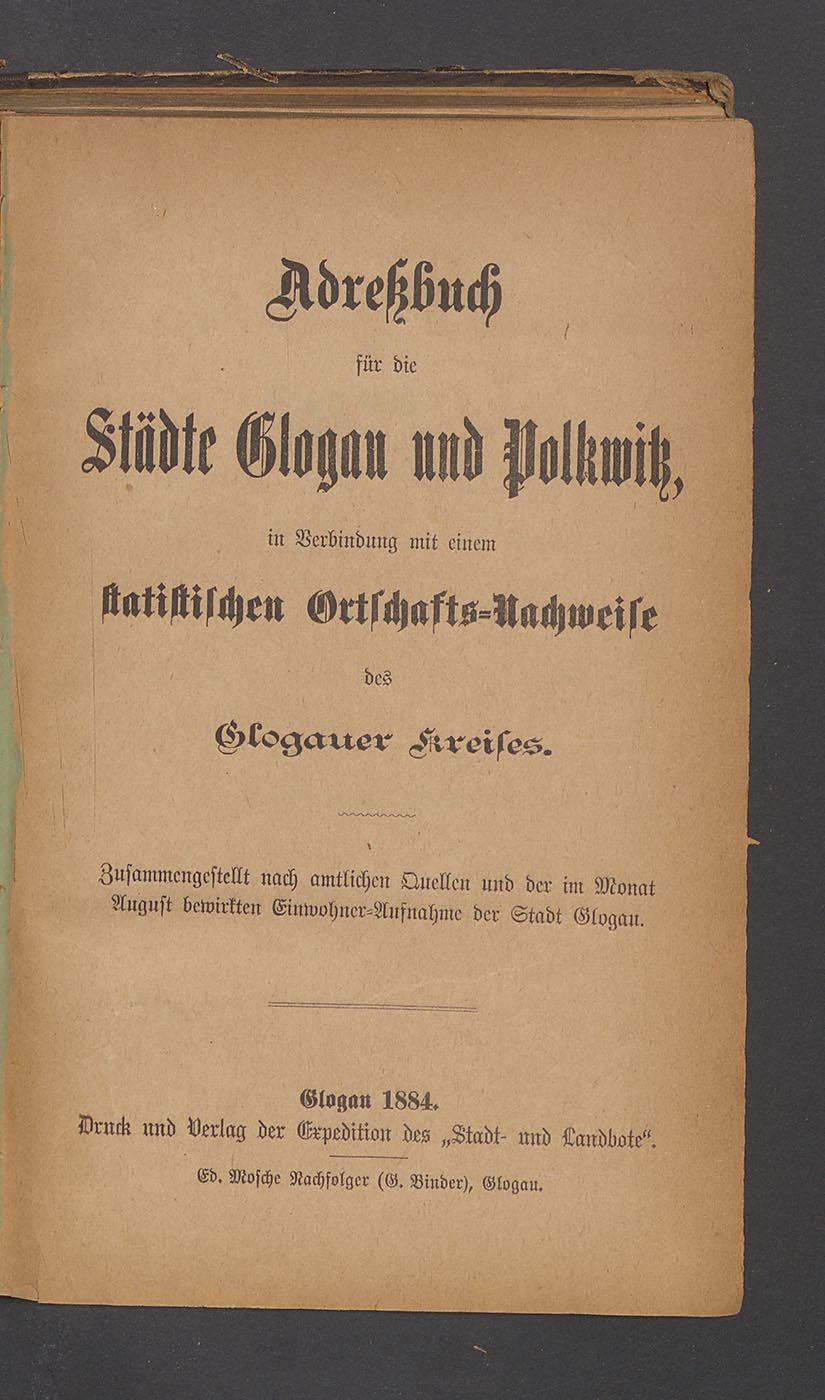 Adreßbuch
für die
Städte Glogau und Polkwitz,
in Verbindung mit einem
statistischen Ortschafts-Nachweise
des
Glogauer Kreises.
Zusammengestellt nach amtlichen Quellen und der im Monat
August bewirkten Einwohner-Aufnahme der Stadt Glogau.
Glogau 1884.
Druck und Verlag der Expedition des „Stadt- und Landbote“.
Ed. Mosche Nachfolger (G. Binder), Glogau.